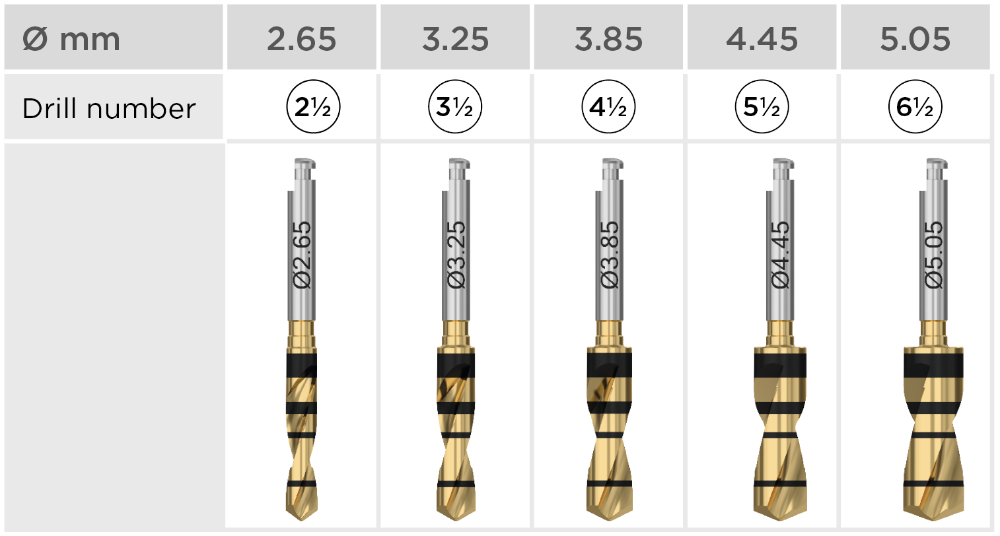 Ø mm 2.65 3.25 3.85 4.45 5.05
Drill number 2½ 3½ 4½ 5½ 6½
Ø2.65 Ø3.25 Ø3.85 Ø4.45 Ø5.05